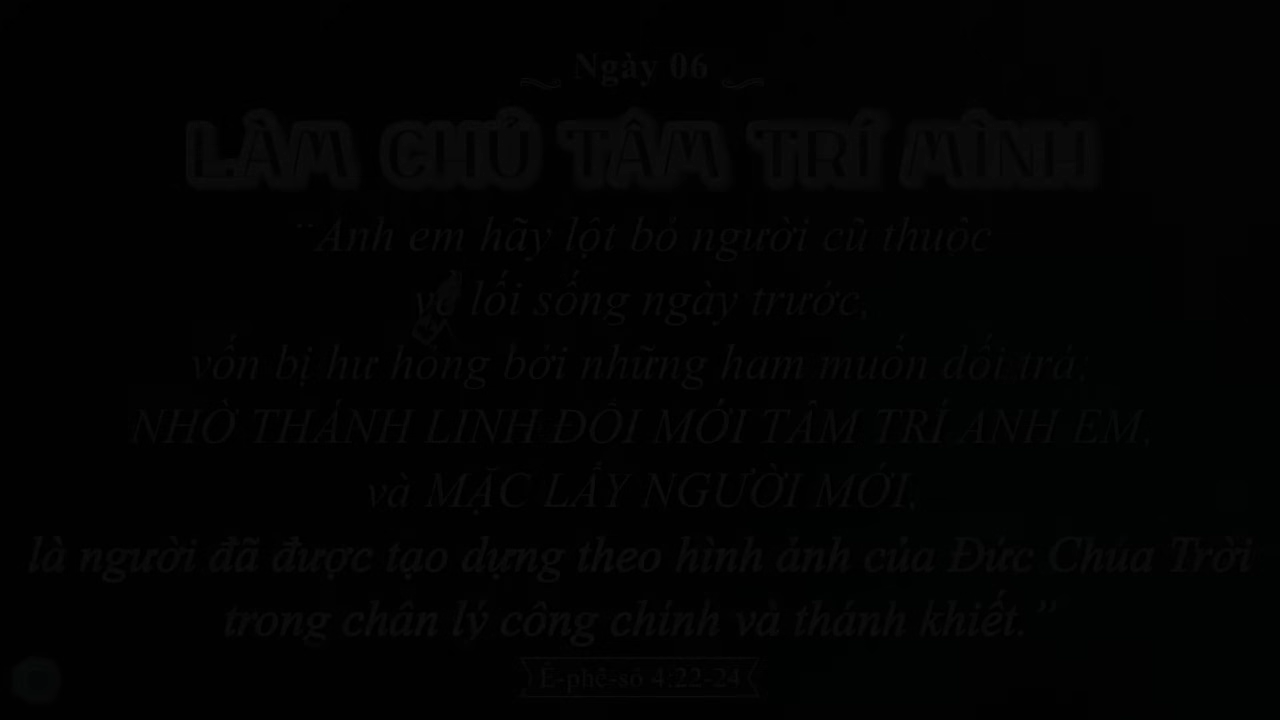 Ngày 06
LÀM CHỦ TÂM TRÍ MÌNH
"Anh em hãy lột bỏ người cũ thuộc
về lối sống ngày trước,
vốn bị hư hỏng bởi những ham muốn dối trá;
NHỜ THÁNH LINH ĐỔI MỚI TÂM TRÍ ANH EM,
và MẶC LẤY NGƯỜI MỚI,
là người đã được tạo dựng theo hình ảnh của Đức Chúa Trời
trong chân lý công chính và thánh khiết.”
Ê-phê-sô 4:22-24